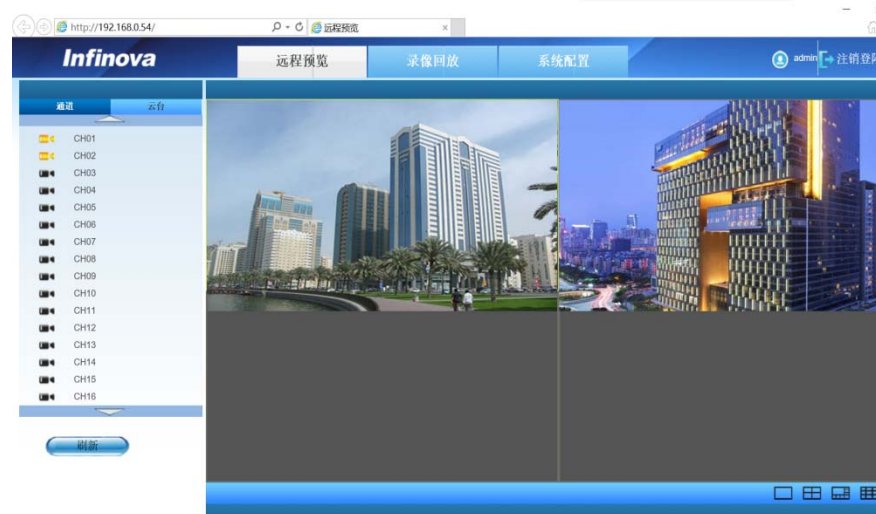 http://192.168.0.54/
远程预览
Infinova
远程预览
录像回放
系统配置
admin
注销登陆
通道
云台
CH01
CH02
CH03
CH04
CH05
CH06
CH07
CH08
CH09
CH10
CH11
CH12
CH13
CH14
CH15
CH16
刷新